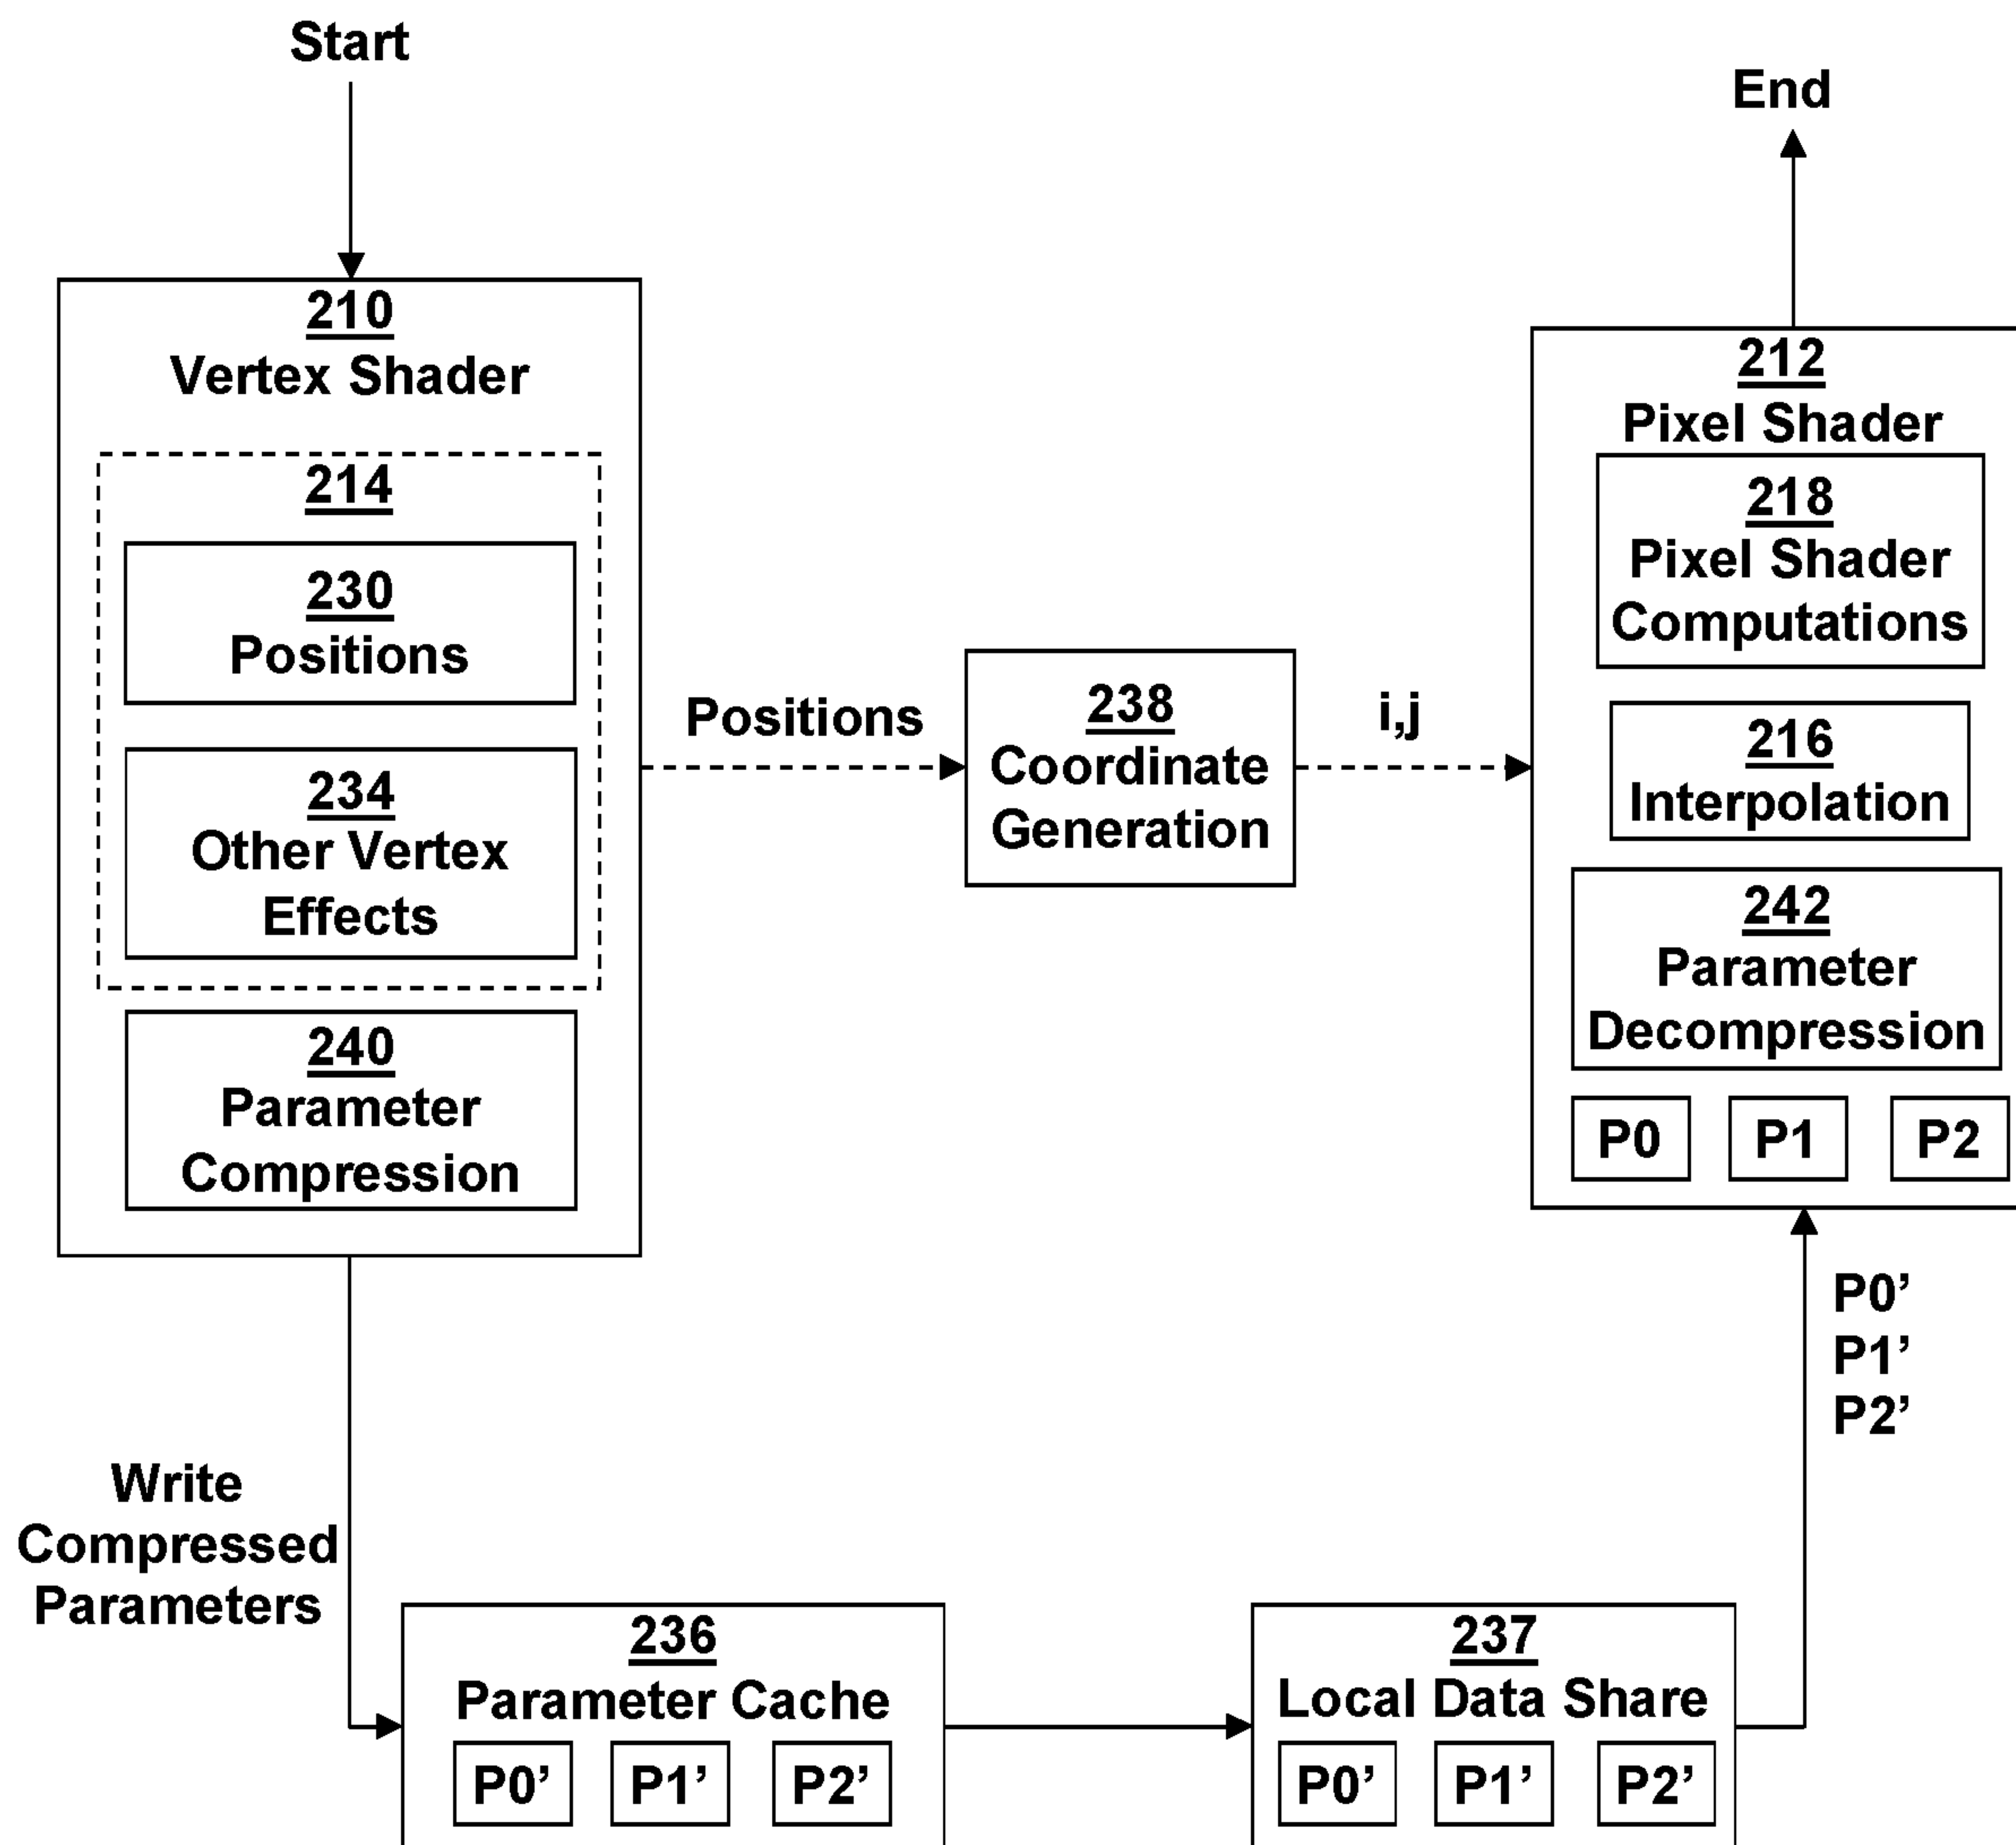 Start
210
Vertex Shader
214
230
Positions
234
Other Vertex
Effects
240
Parameter
Compression
Positions
238
Coordinate
Generation
i,j
End
212
Pixel Shader
218
Pixel Shader
Computations
216
Interpolation
242
Parameter
Decompression
P0 P1 P2
Write
Compressed
Parameters
236
Parameter Cache
P0’ P1’ P2’
237
Local Data Share
P0’ P1’ P2’
P0’
P1’
P2’